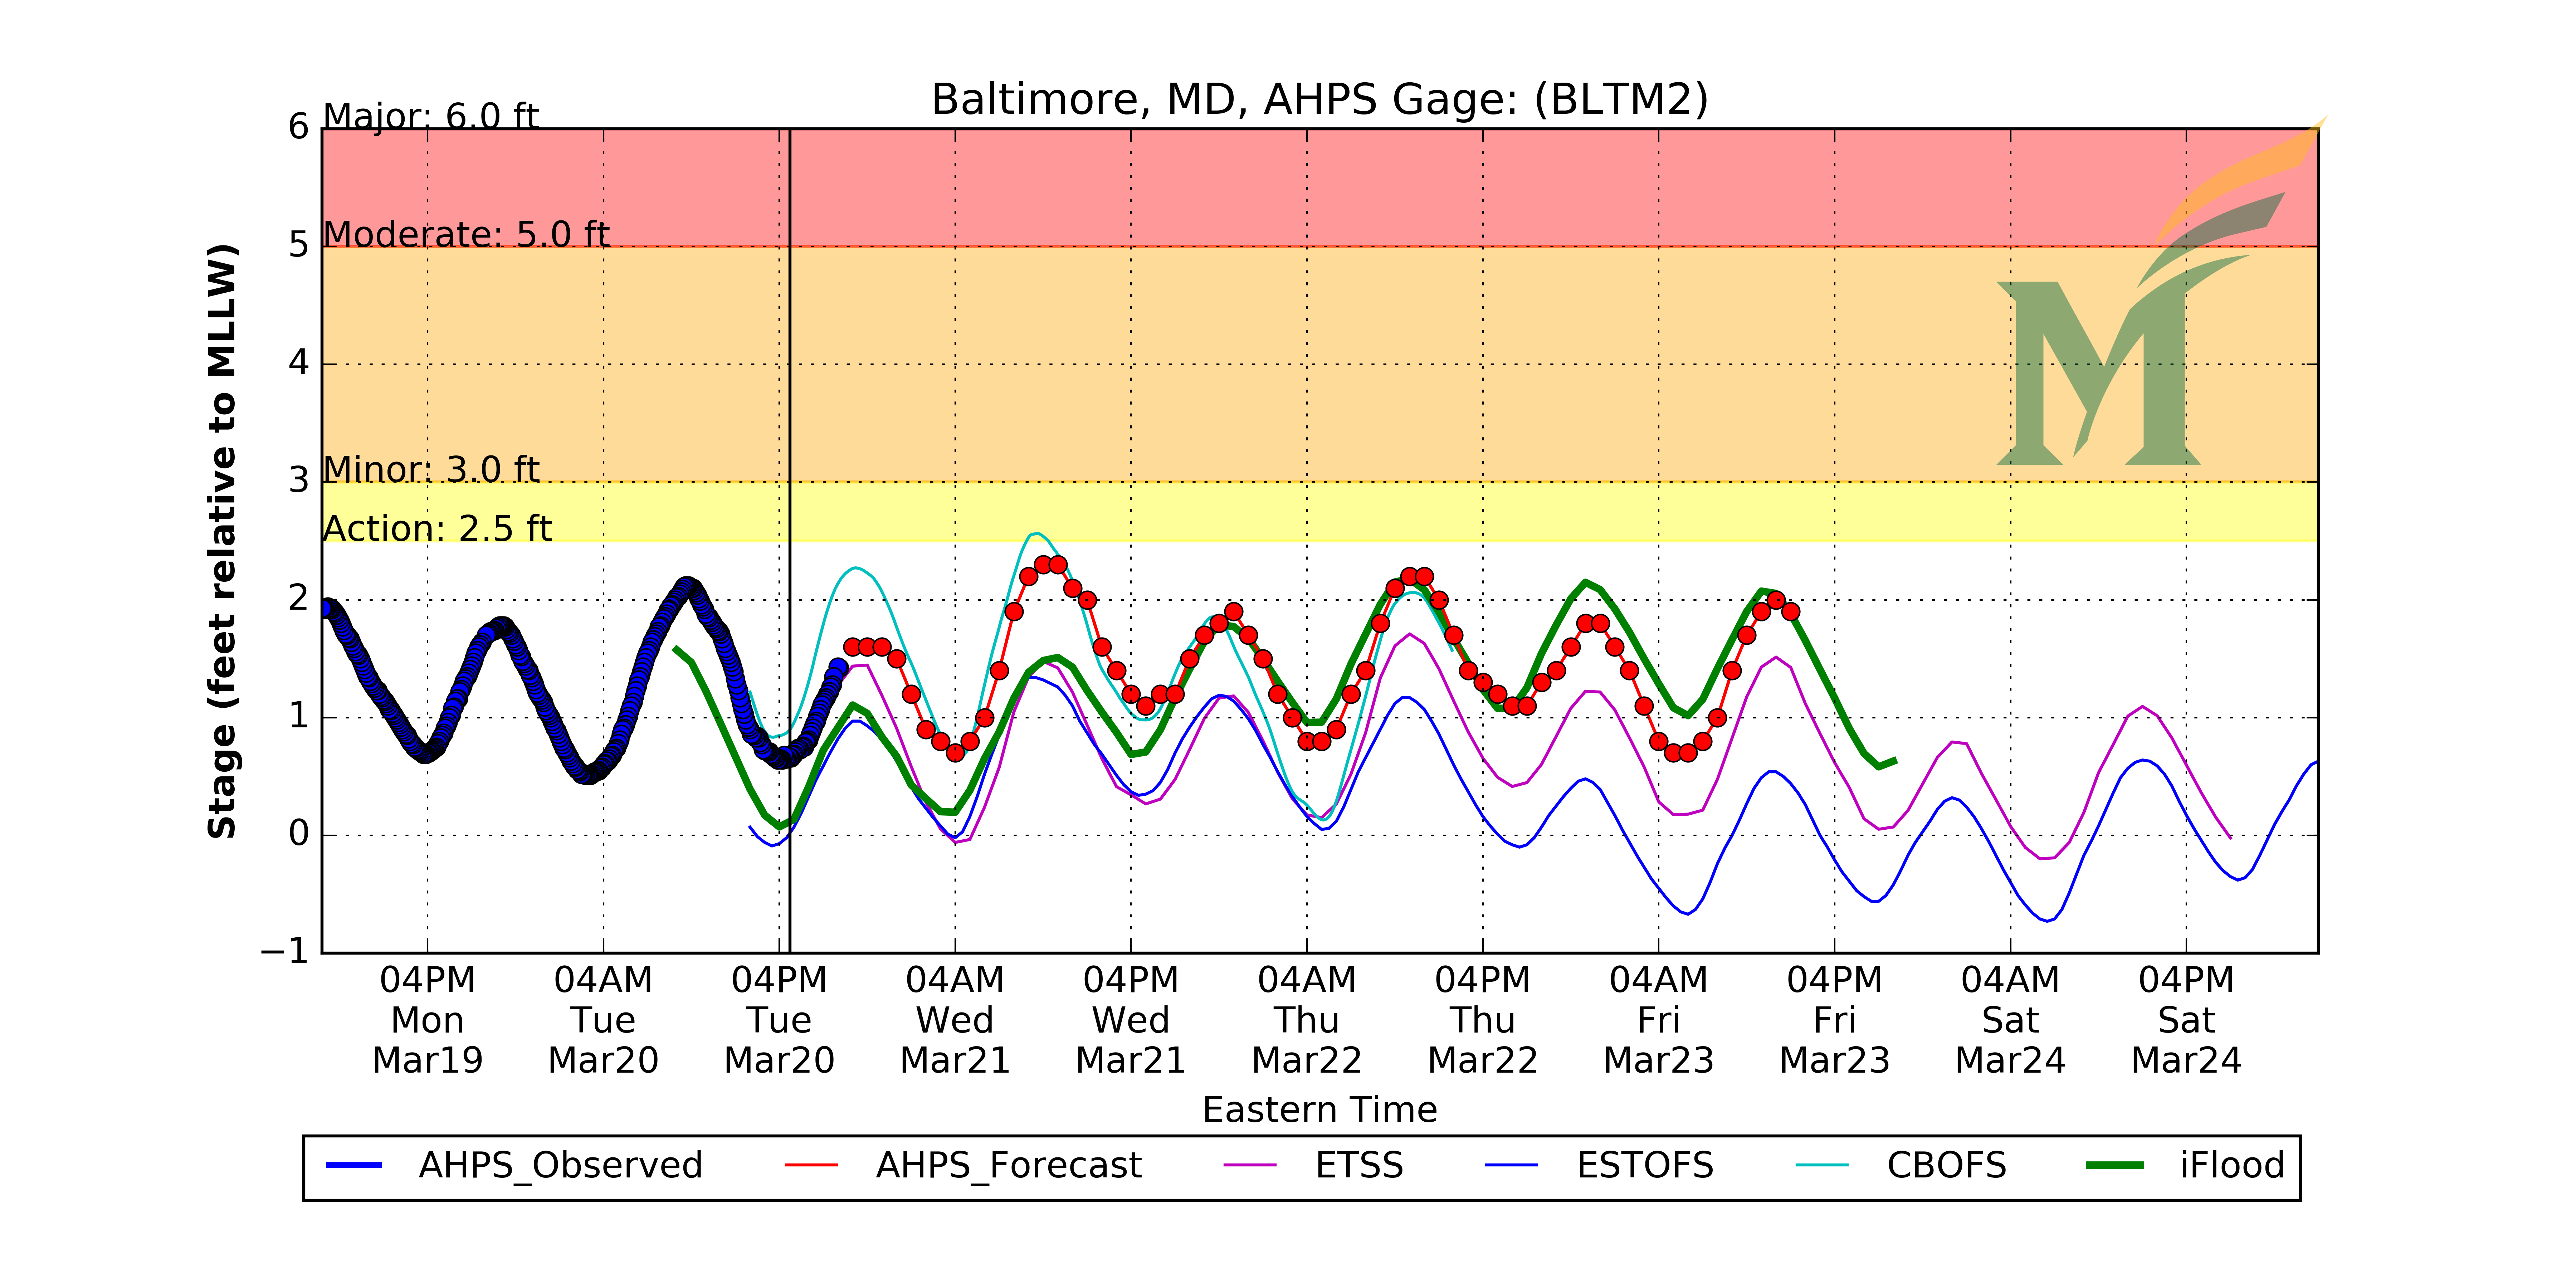 Baltimore, MD, AHPS Gage: (BLTM2)
Major: 6.0 ft
Moderate: 5.0 ft
Minor: 3.0 ft
Action: 2.5 ft
6
5
4
3
2
1
0
−1
Stage (feet relative to MLLW)
04PM 04AM 04PM 04AM 04PM 04AM 04PM 04AM 04PM 04AM 04PM
Mon Tue Tue Wed Wed Thu Thu Fri Fri Sat Sat
Mar19 Mar20 Mar20 Mar21 Mar21 Mar22 Mar22 Mar23 Mar23 Mar24 Mar24
Eastern Time
AHPS_Observed AHPS_Forecast ETSS ESTOFS CBOFS iFlood
M